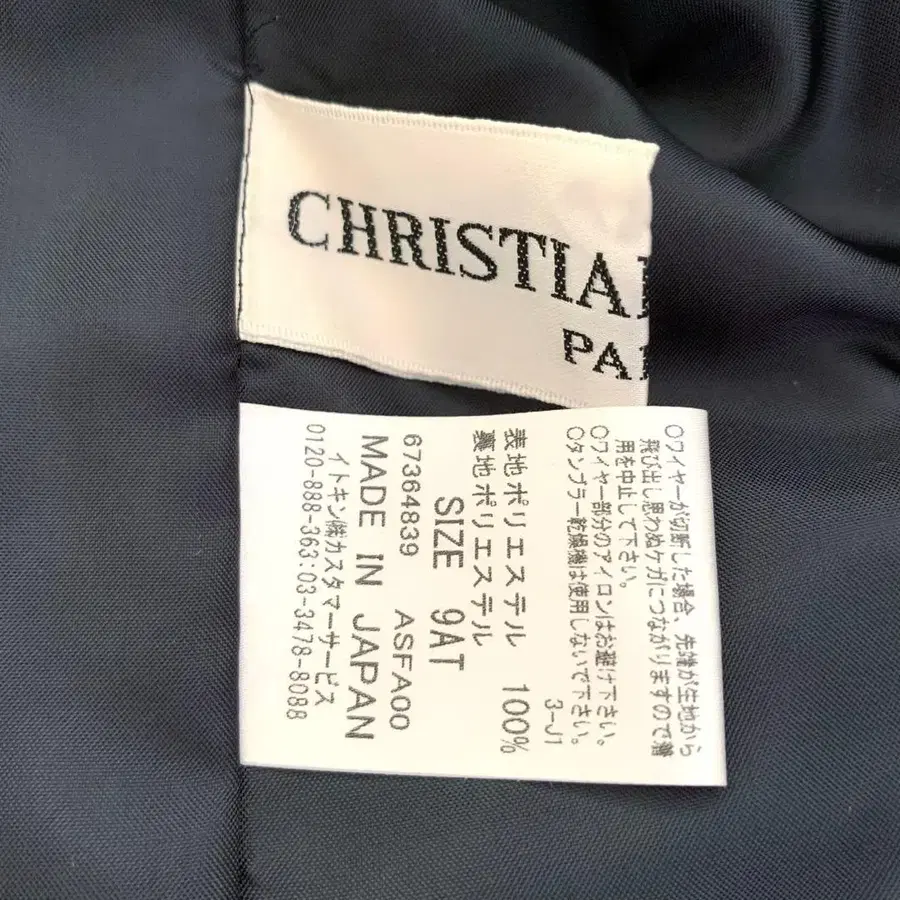 CHRISTIA
PA
○ワイヤーが切断した場合、先端が生地から
飛び出し思わぬケガにつながりますので着
用を中止して下さい。
○ワイヤー部分のアイロンはお避け下さい。
○タンブラー乾燥機は使用しないで下さい。
3-J1
表地ポリエステル 100%
裏地ポリエステル
SIZE 9AT
67364839 ASFA00
MADE IN JAPAN
イトキン㈱カスタマーサービス
0120-888-363:03-3478-8088